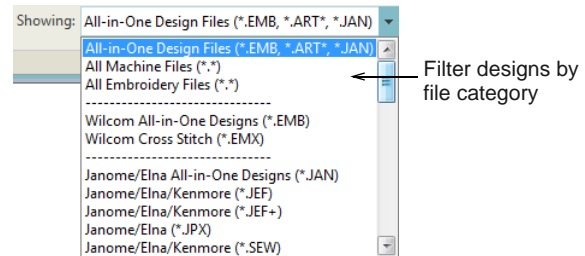 Showing: All-in-One Design Files (*.EMB, *.ART*, *.JAN)
All-in-One Design Files (*.EMB, *.ART*, *.JAN)
All Machine Files (*.*)
All Embroidery Files (*.*)
--------------------------------
Wilcom All-in-One Designs (*.EMB)
Wilcom Cross Stitch (*.EMX)
--------------------------------
Janome/Elna All-in-One Designs (*.JAN)
Janome/Elna/Kenmore (*.JEF)
Janome/Elna/Kenmore (*.JEF+)
Janome/Elna (*.JPX)
Janome/Elna/Kenmore (*.SEW)
Filter designs by
file category